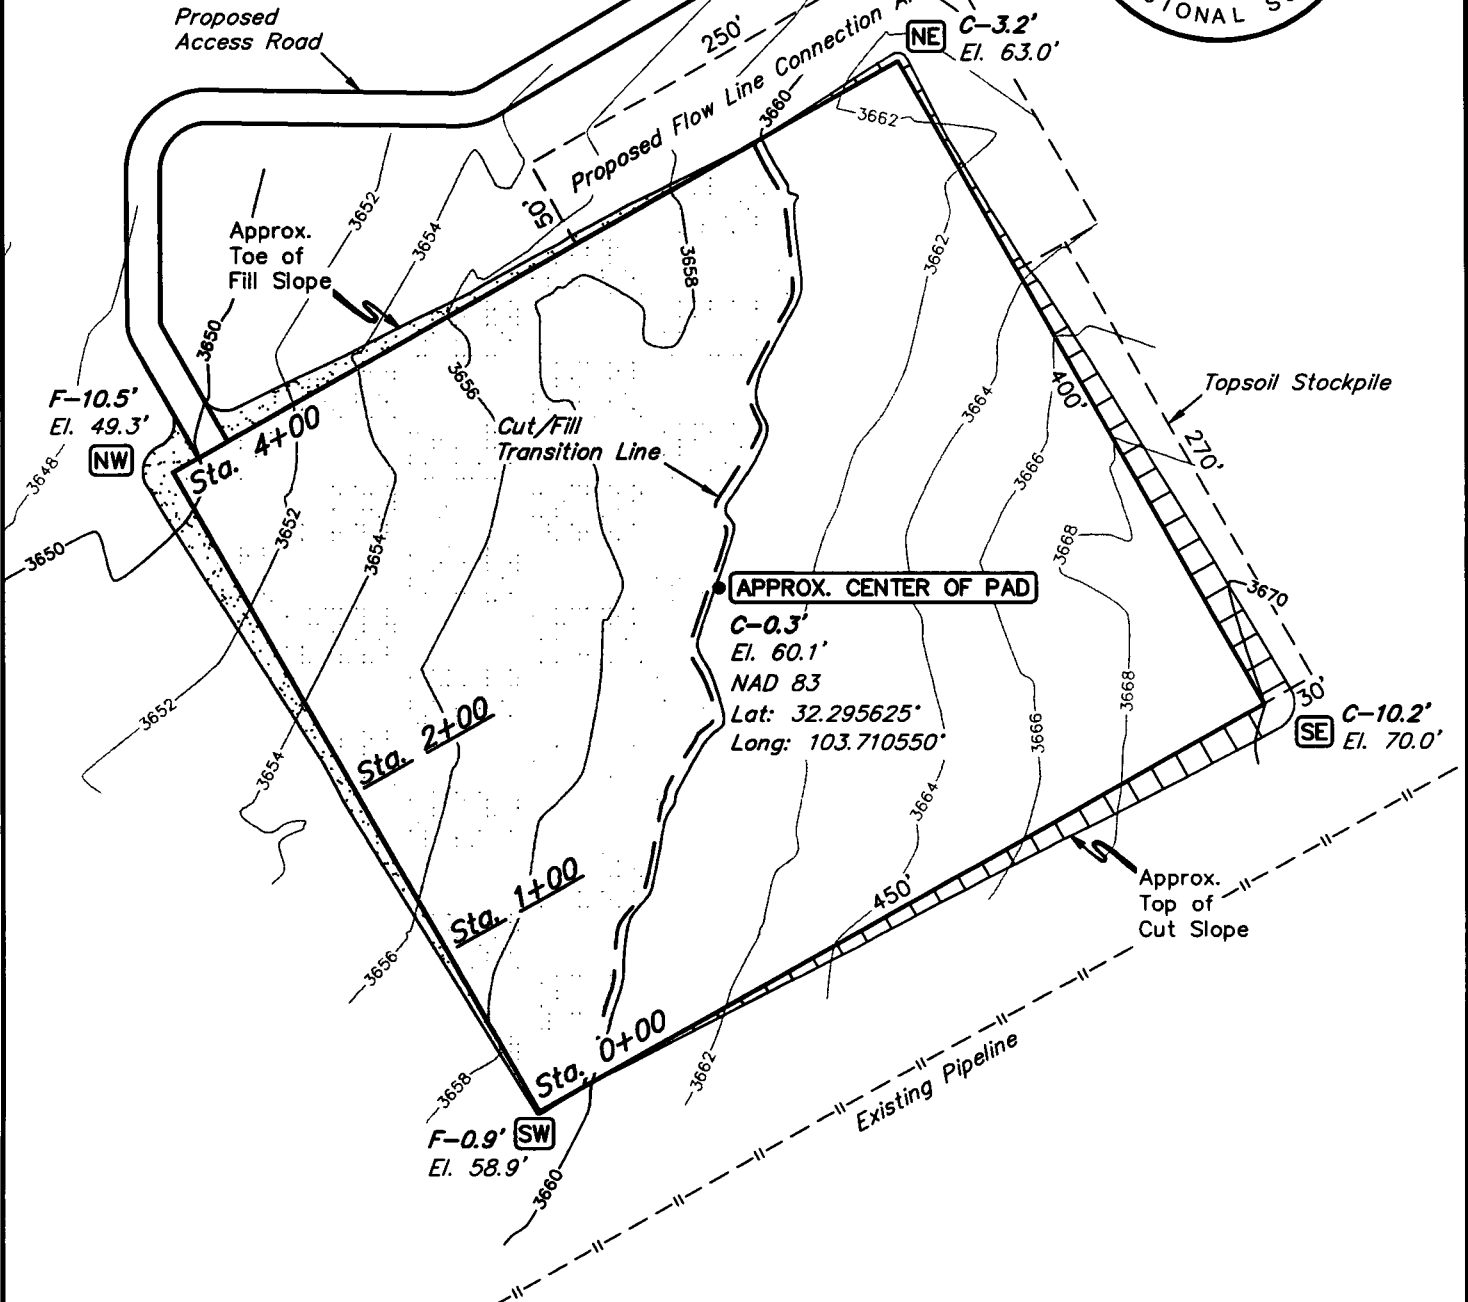 Proposed
Access Road
250'
Proposed Flow Line Connection
50'
IONAL S
NE
C-3.2'
El. 63.0'
3660
3662
3652
3654
Approx.
Toe of
Fill Slope
3650
3658
3662
3656
F-10.5'
El. 49.3'
NW
Sta. 4+00
Cut/Fill
Transition Line
3664
400'
Topsoil Stockpile
270'
3648
3666
3652
3654
3650
3668
APPROX. CENTER OF PAD
3670
C-0.3'
El. 60.1'
NAD 83
Lat: 32.295625°
Long: 103.710550°
3652
Sta. 2+00
3668
3666
30'
SE
C-10.2'
El. 70.0'
3654
3664
Sta. 1+00
450'
Approx.
Top of
Cut Slope
3656
Sta. 0+00
3662
Existing Pipeline
3658
F-0.9'
SW
El. 58.9'
3660